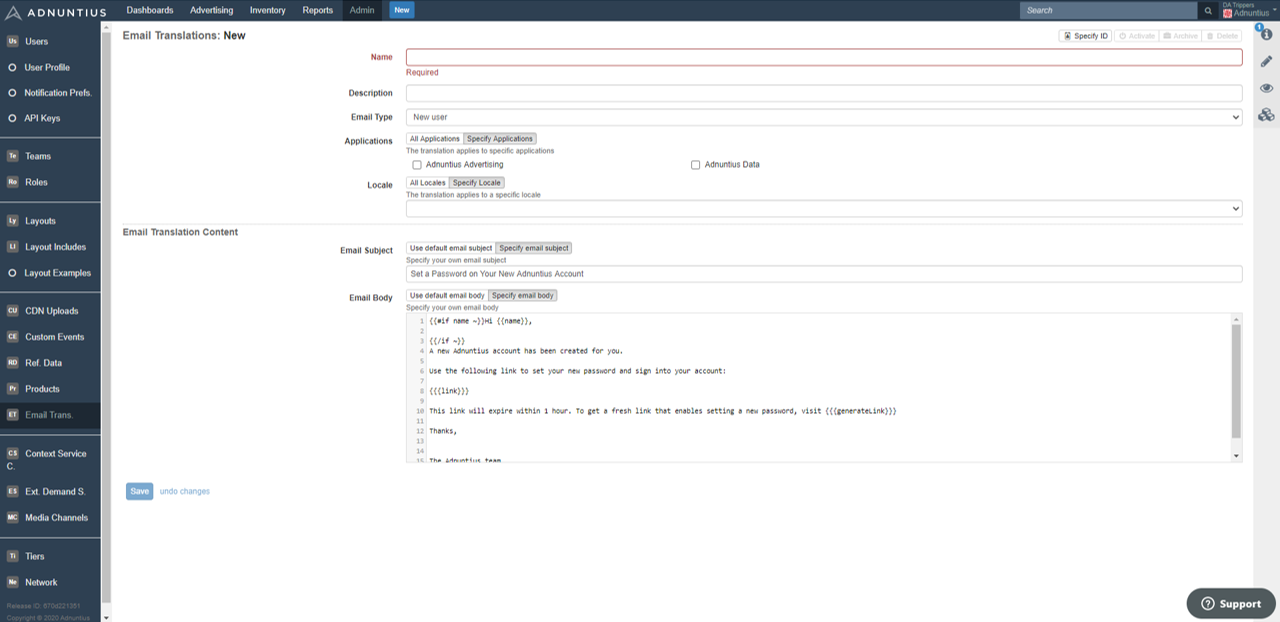 ADNUNTIUS
Dashboards Advertising Inventory Reports Admin New
Search
OA Trippers
Adnuntius
Us Users
User Profile
Notification Prefs.
API Keys
Te Teams
Ro Roles
Ly Layouts
LI Layout Includes
Layout Examples
CU CDN Uploads
CE Custom Events
RD Ref. Data
Pr Products
ET Email Trans.
CS Context Service
C.
ES Ext. Demand S.
MC Media Channels
Ti Tiers
Ne Network
Release ID: 670d221351
Copyright © 2020 Adnuntius
Email Translations: New
Specify ID Activate Archive Delete
1
Name
Required
Description
Email Type New user
Applications All Applications Specify Applications
The translation applies to specific applications
Adnuntius Advertising Adnuntius Data
Locale All Locales Specify Locale
The translation applies to a specific locale
Email Translation Content
Email Subject Use default email subject Specify email subject
Specify your own email subject
Set a Password on Your New Adnuntius Account
Email Body Use default email body Specify email body
Specify your own email body
1 {{#if name ~}}Hi {{name}},
2
3 {{/if ~}}
4 A new Adnuntius account has been created for you.
5
6 Use the following link to set your new password and sign into your account:
7
8 {{{link}}}
9
10 This link will expire within 1 hour. To get a fresh link that enables setting a new password, visit {{{generateLink}}}
11
12 Thanks,
13
14
15 The Adnuntius team
Save undo changes
Support